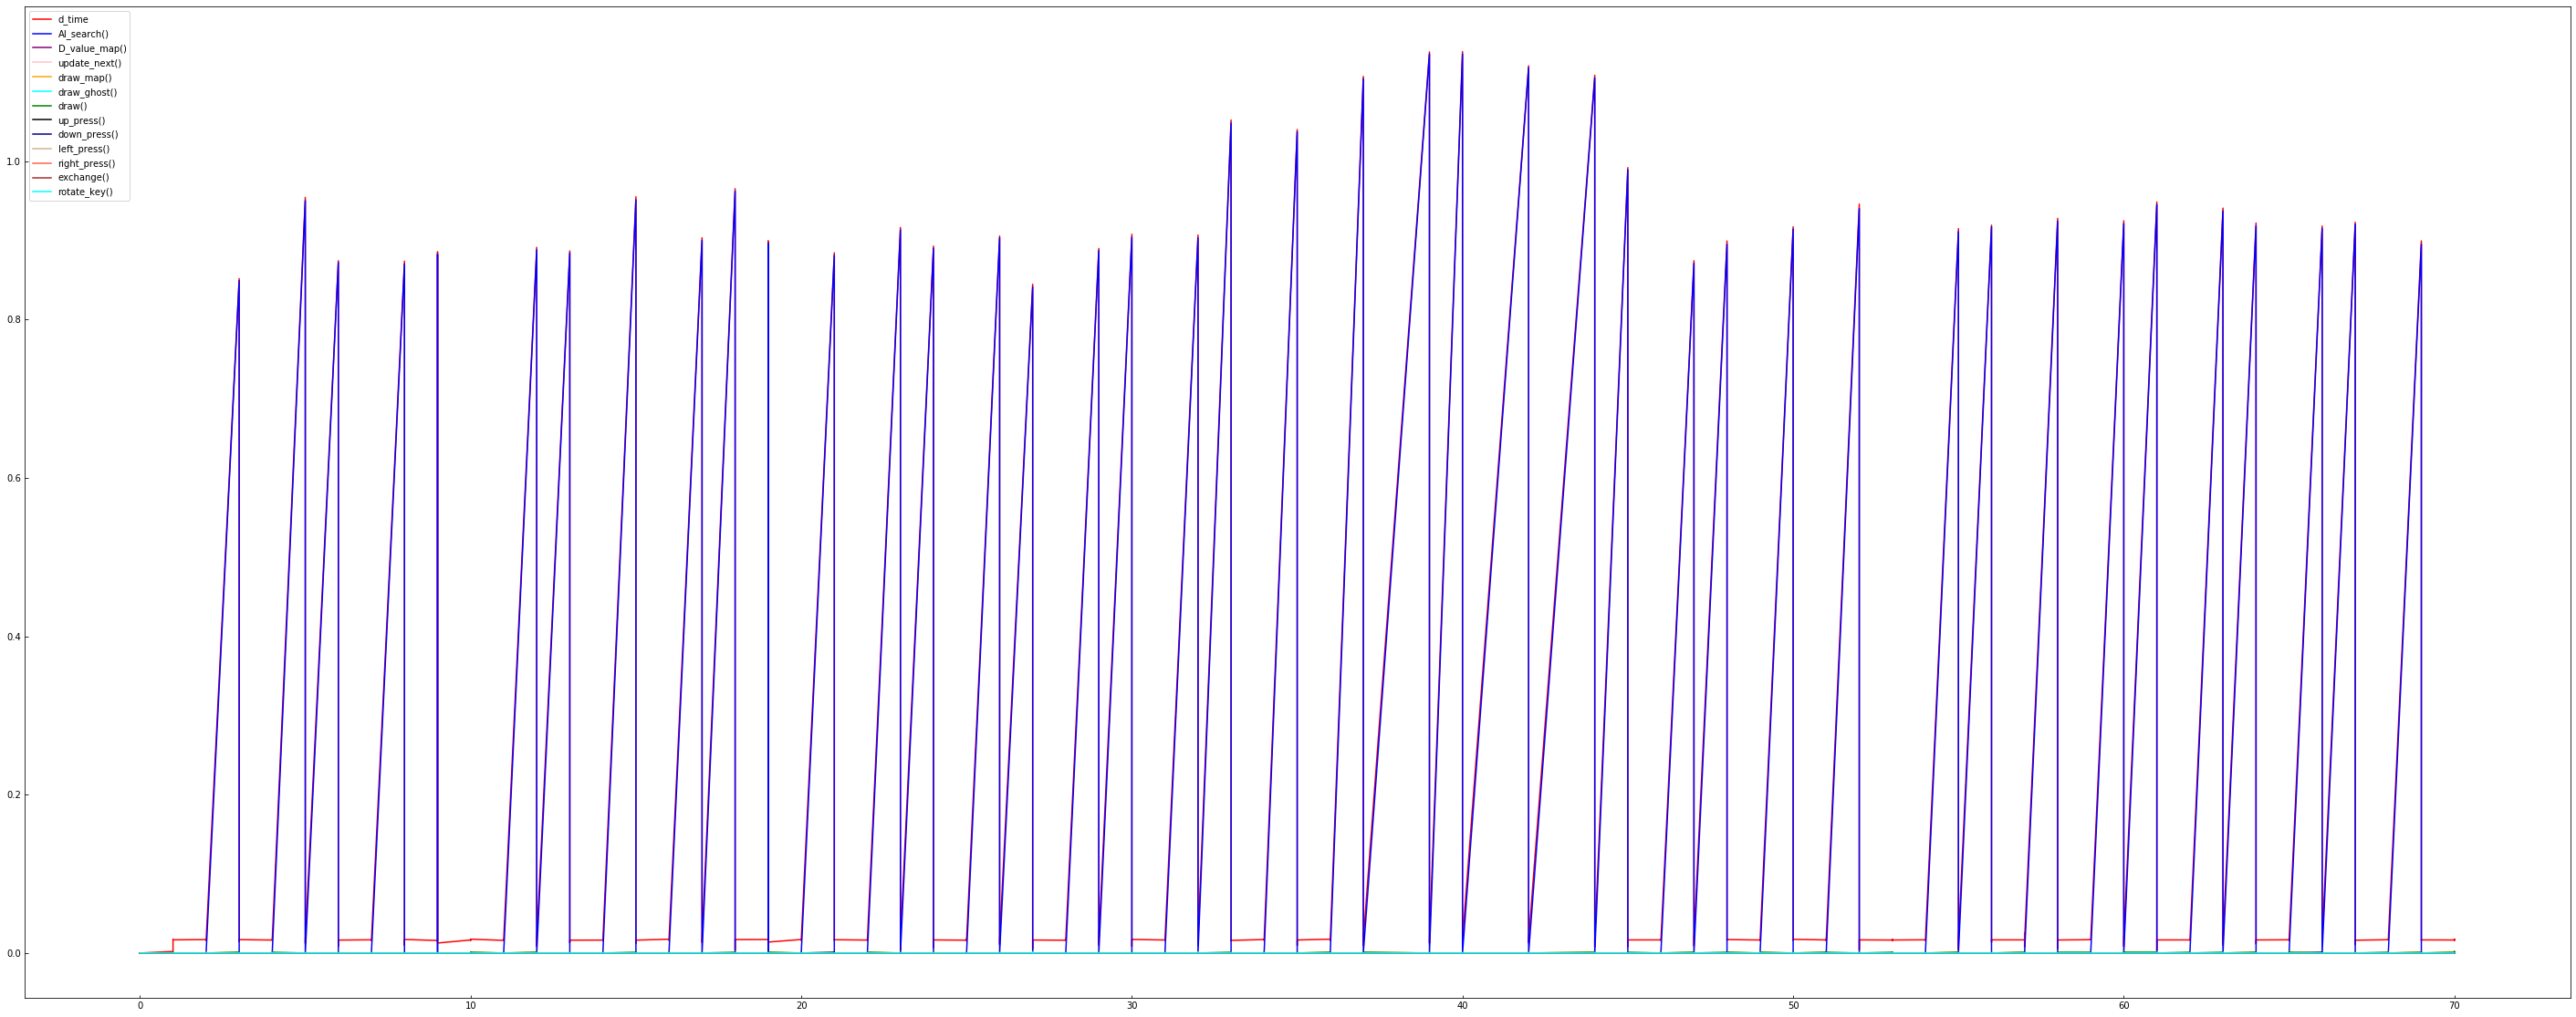 d_time
AI_search()
D_value_map()
update_next()
draw_map()
draw_ghost()
draw()
up_press()
down_press()
left_press()
right_press()
exchange()
rotate_key()
1.0
0.8
0.6
0.4
0.2
0.0
0 10 20 30 40 50 60 70